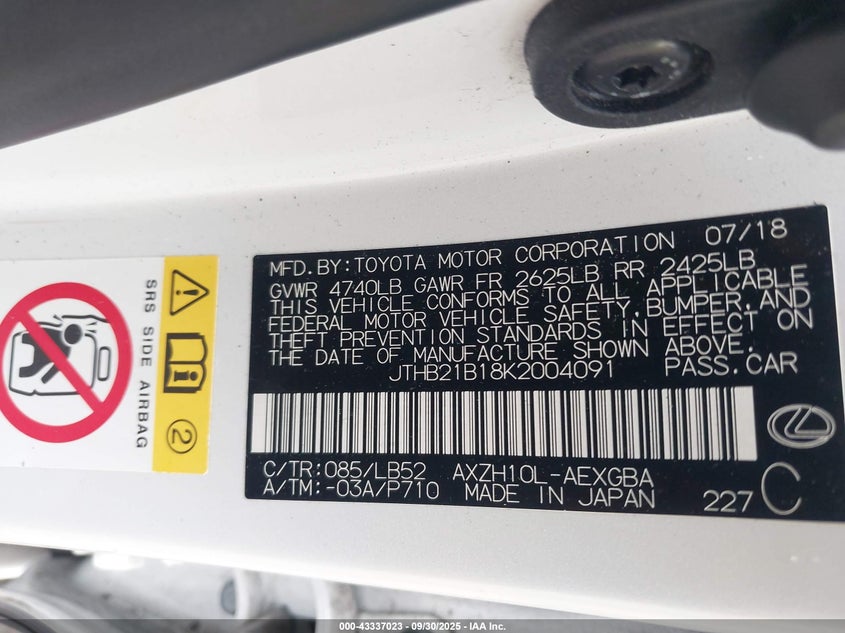 MFD.BY:TOYOTA MOTOR CORPORATION 07/18
GVWR 4740LB GAWR FR 2625LB RR 2425LB
THIS VEHICLE CONFORMS TO ALL APPLICABLE
FEDERAL MOTOR VEHICLE SAFETY,BUMPER,AND
THEFT PREVENTION STANDARDS IN EFFECT ON
THE DATE OF MANUFACTURE SHOWN ABOVE.
JTHB21B18K2004091 PASS.CAR
C/TR:085/LB52 AXZH10L-AEXGBA
A/TM:-03A/P710 MADE IN JAPAN 227 C
SRS SIDE AIRBAG
2
000-43337023 - 09/30/2025 - IAA Inc.